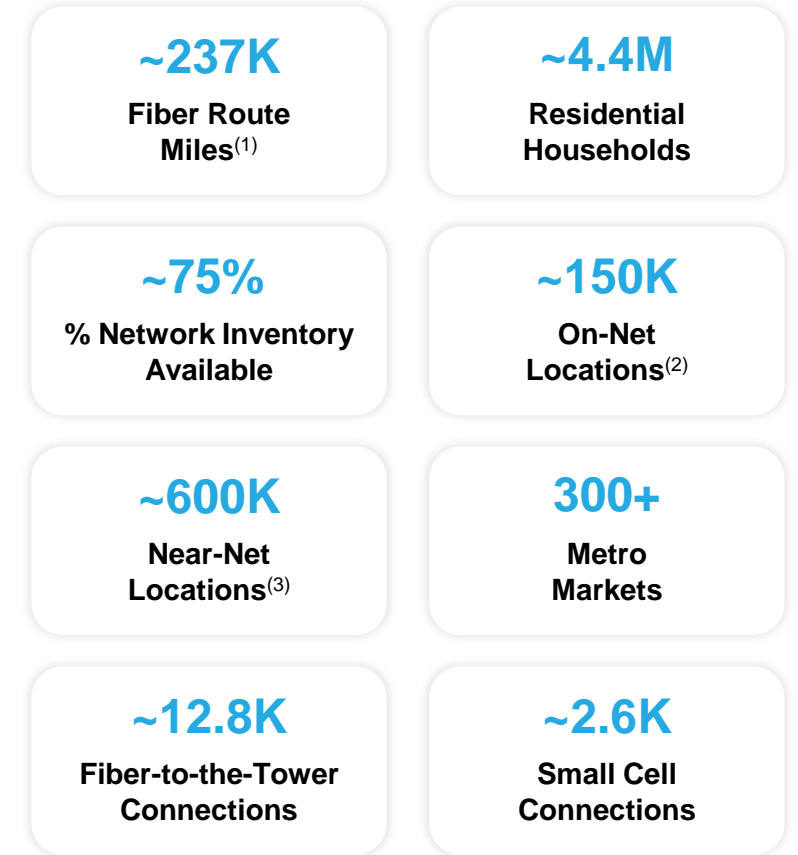 ~237K
Fiber Route
Miles(1)
~4.4M
Residential
Households
~75%
% Network Inventory
Available
~150K
On-Net
Locations(2)
~600K
Near-Net
Locations(3)
300+
Metro
Markets
~12.8K
Fiber-to-the-Tower
Connections
~2.6K
Small Cell
Connections